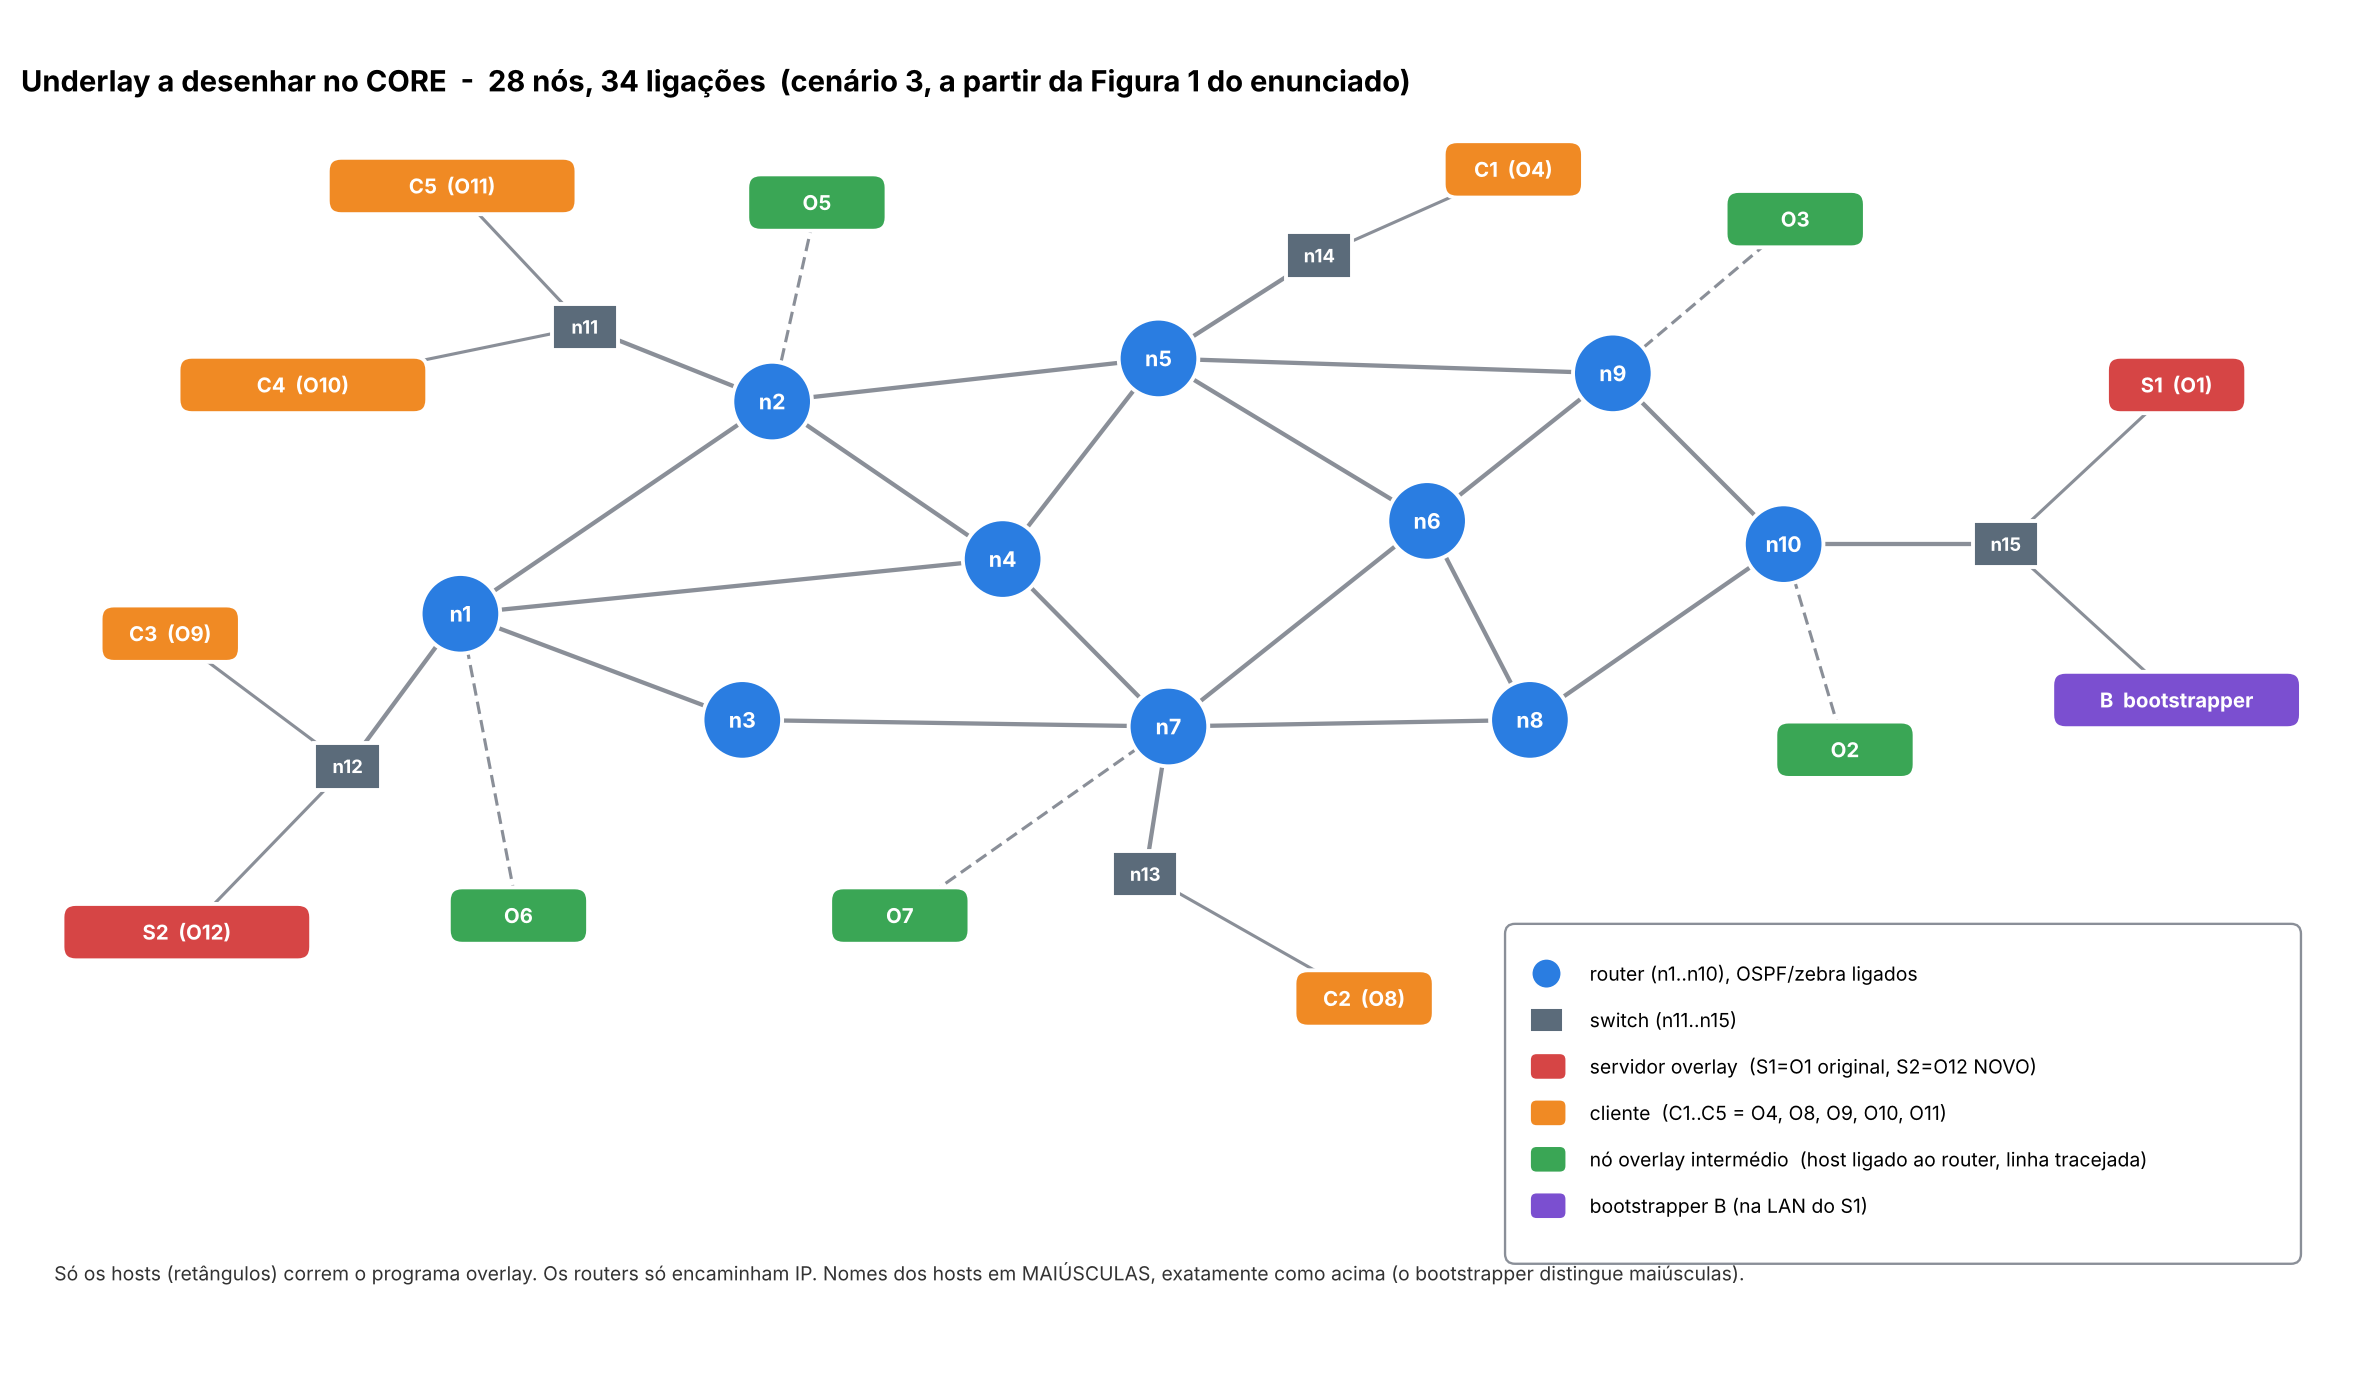 Underlay a desenhar no CORE - 28 nós, 34 ligações (cenário 3, a partir da Figura 1 do enunciado)
C1 (O4)
C5 (O11)
O5
O3
n14
n11
n5
n9
C4 (O10)
S1 (O1)
n2
n6
n10
n15
n4
n1
C3 (O9)
B bootstrapper
n3
n7
n8
O2
n12
n13
O6
O7
S2 (O12)
C2 (O8)
router (n1..n10), OSPF/zebra ligados
switch (n11..n15)
servidor overlay (S1=O1 original, S2=O12 NOVO)
cliente (C1..C5 = O4, O8, O9, O10, O11)
nó overlay intermédio (host ligado ao router, linha tracejada)
bootstrapper B (na LAN do S1)
Só os hosts (retângulos) correm o programa overlay. Os routers só encaminham IP. Nomes dos hosts em MAIÚSCULAS, exatamente como acima (o bootstrapper distingue maiúsculas).